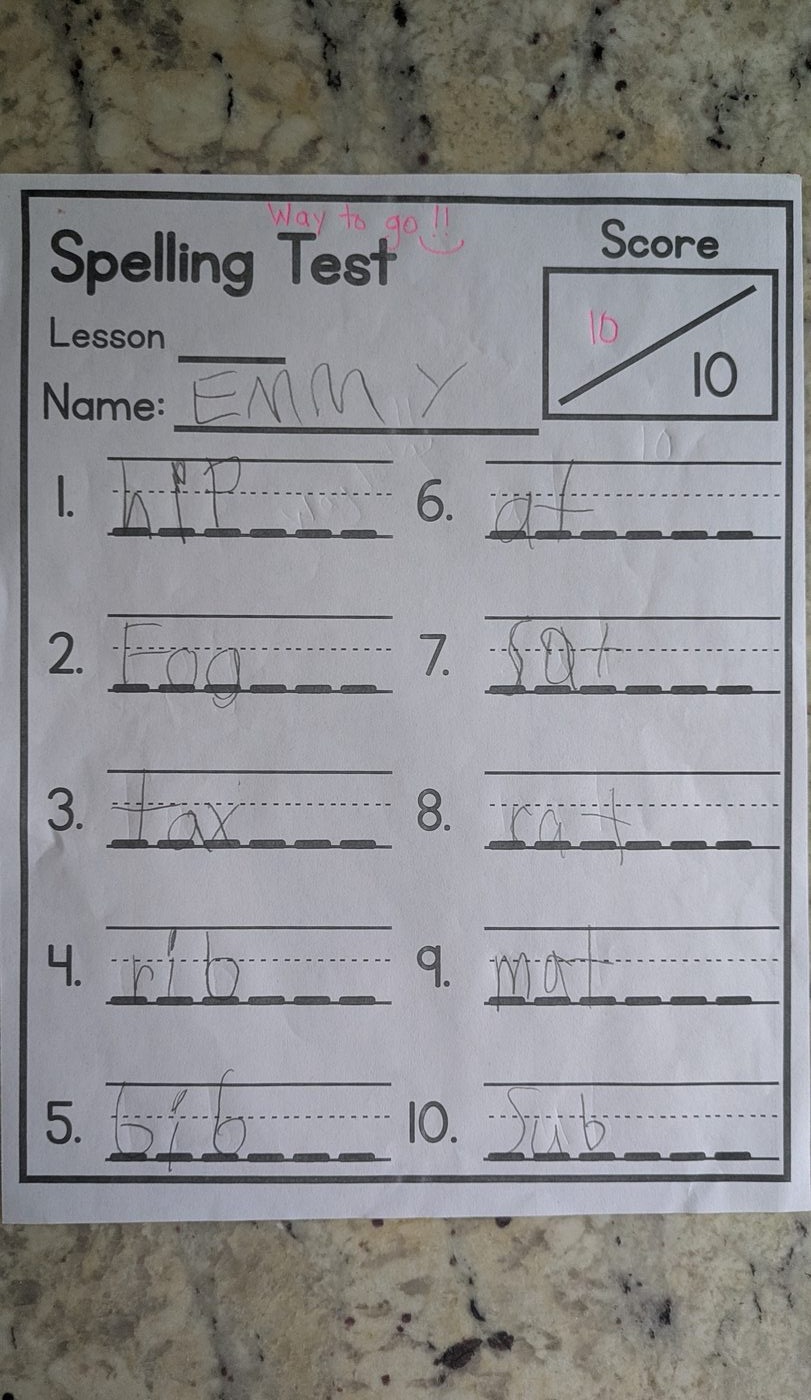 Way to go!!
Spelling Test
Score
10 / 10
Lesson
Name: EMMY
1. hip
6. at
2. Fog
7. Sat
3. tax
8. rat
4. rib
9. mat
5. bib
10. Sub